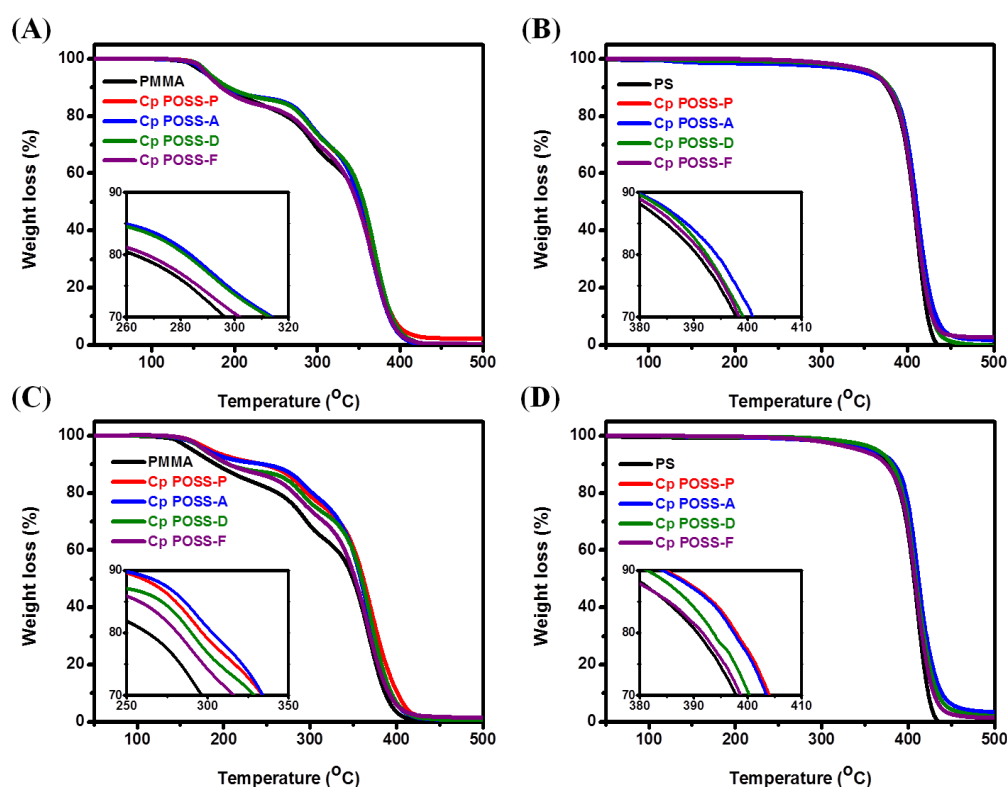 (A)
Weight loss (%)
100
80
60
40
20
0
PMMA
Cp POSS-P
Cp POSS-A
Cp POSS-D
Cp POSS-F
90
80
70
260 280 300 320
100 200 300 400 500
Temperature (°C)
(B)
Weight loss (%)
100
80
60
40
20
0
PS
Cp POSS-P
Cp POSS-A
Cp POSS-D
Cp POSS-F
90
80
70
380 390 400 410
100 200 300 400 500
Temperature (°C)
(C)
Weight loss (%)
100
80
60
40
20
0
PMMA
Cp POSS-P
Cp POSS-A
Cp POSS-D
Cp POSS-F
90
80
70
250 300 350
100 200 300 400 500
Temperature (°C)
(D)
Weight loss (%)
100
80
60
40
20
0
PS
Cp POSS-P
Cp POSS-A
Cp POSS-D
Cp POSS-F
90
80
70
380 390 400 410
100 200 300 400 500
Temperature (°C)